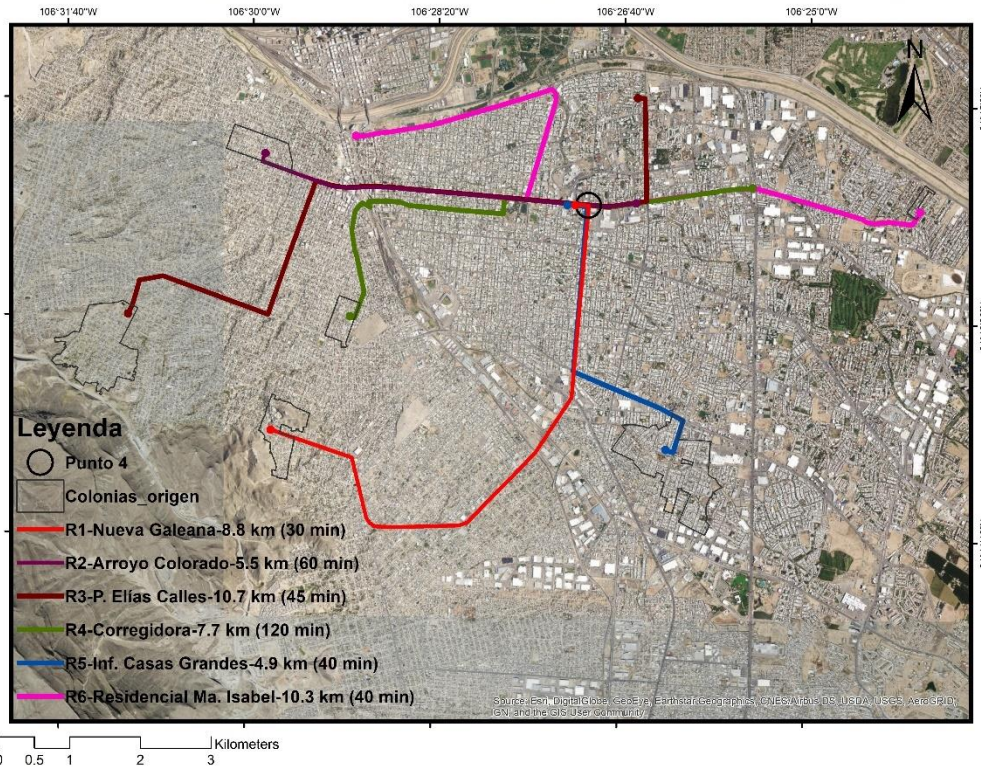 106°31'40"W 106°30'0"W 106°28'20"W 106°26'40"W 106°25'0"W
N
Leyenda
Punto 4
Colonias_origen
R1-Nueva Galeana-8.8 km (30 min)
R2-Arroyo Colorado-5.5 km (60 min)
R3-P. Elías Calles-10.7 km (45 min)
R4-Corregidora-7.7 km (120 min)
R5-Inf. Casas Grandes-4.9 km (40 min)
R6-Residencial Ma. Isabel-10.3 km (40 min)
Source: Esri, DigitalGlobe, GeoEye, Earthstar Geographics, CNES/Airbus DS, USDA, USGS, AeroGRID,
IGN, and the GIS User Community
Kilometers
0 0.5 1 2 3